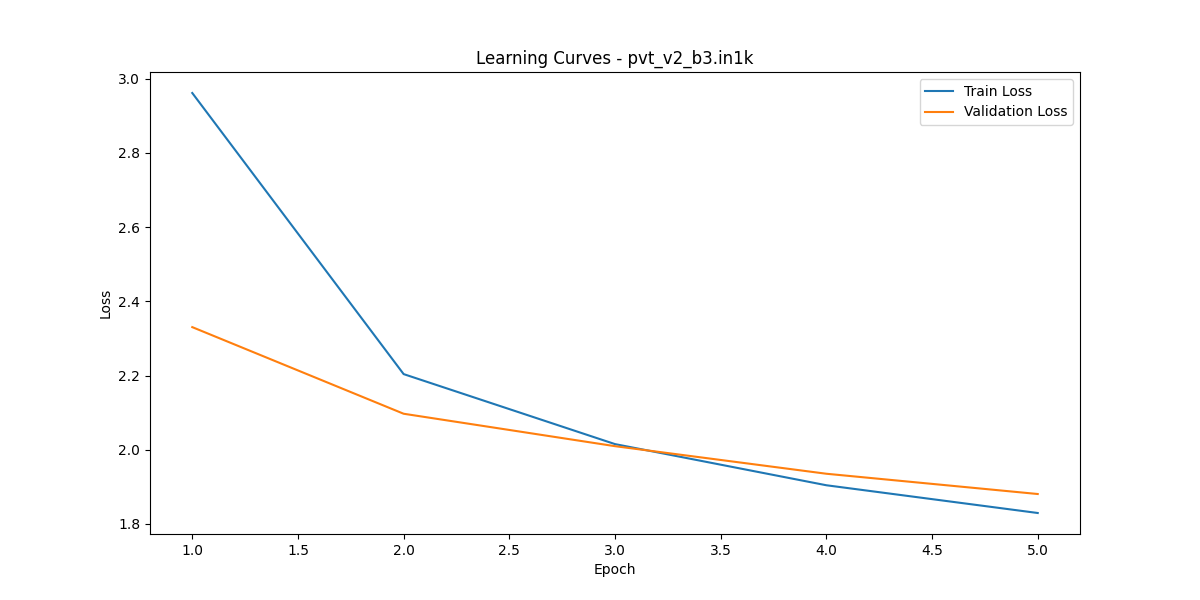 Learning Curves - pvt_v2_b3.in1k
Train Loss
Validation Loss
3.0
2.8
2.6
2.4
2.2
2.0
1.8
Loss
1.0 1.5 2.0 2.5 3.0 3.5 4.0 4.5 5.0
Epoch